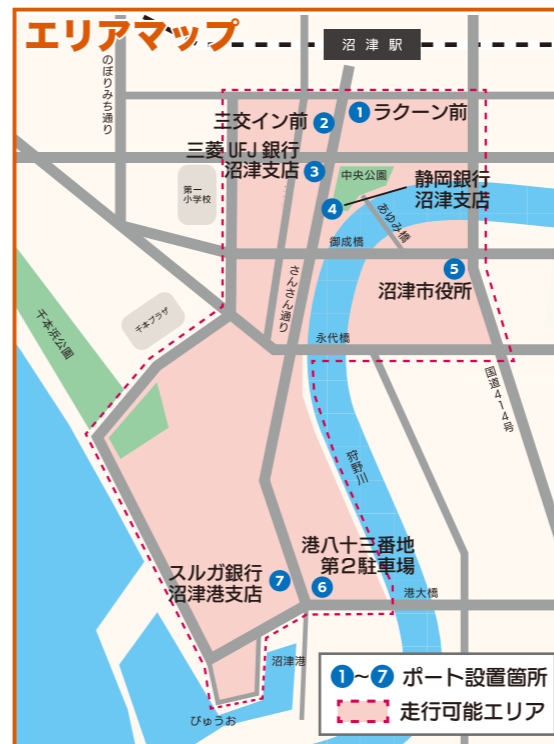 エリアマップ
沼津駅
のぼりみち通り
三交イン前 2
1 ラクーン前
三菱UFJ銀行
沼津支店 3
中央公園
静岡銀行
沼津支店
4
第一
小学校
あゆみ橋
御成橋
5
沼津市役所
さんさん通り
千本プラザ
千本浜公園
永代橋
国道414号
狩野川
港八十三番地
第2駐車場
6
スルガ銀行
沼津港支店 7
港大橋
沼津港
びゅうお
1~7 ポート設置箇所
走行可能エリア